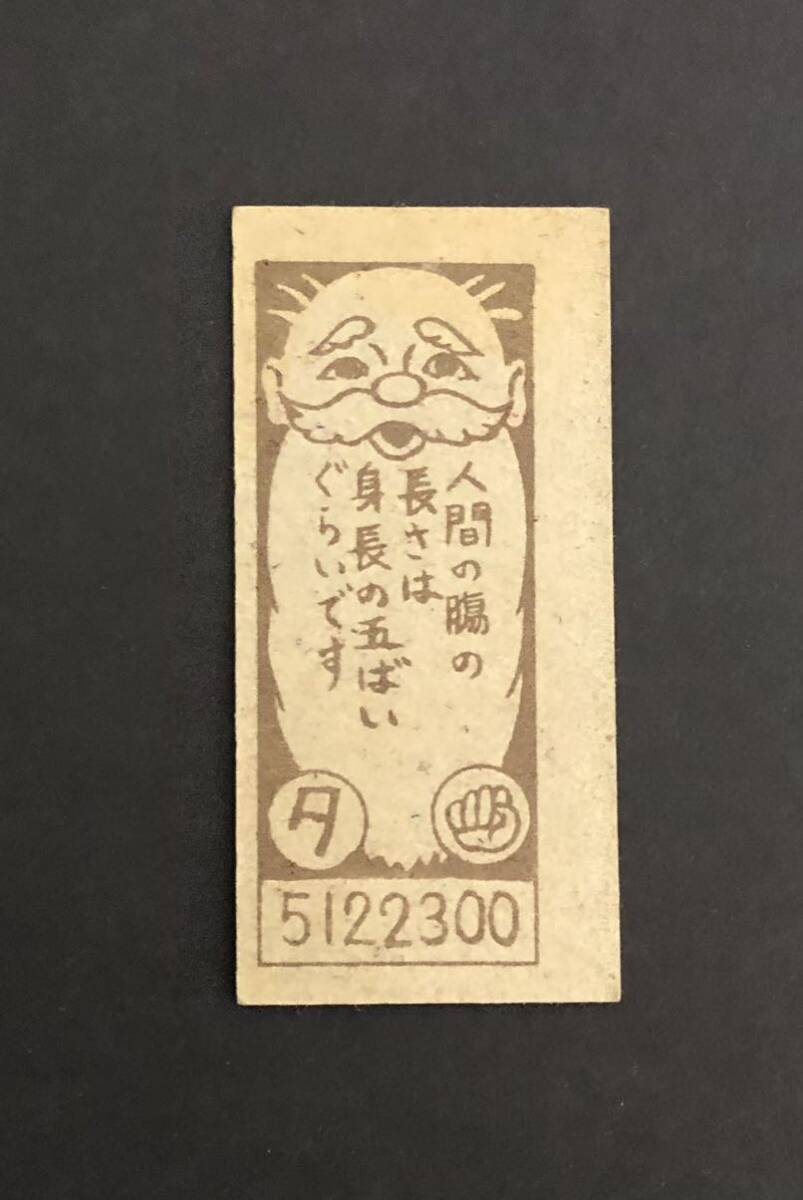 人間の腸の
長さは
身長の五ばい
ぐらいです
タ
5122300